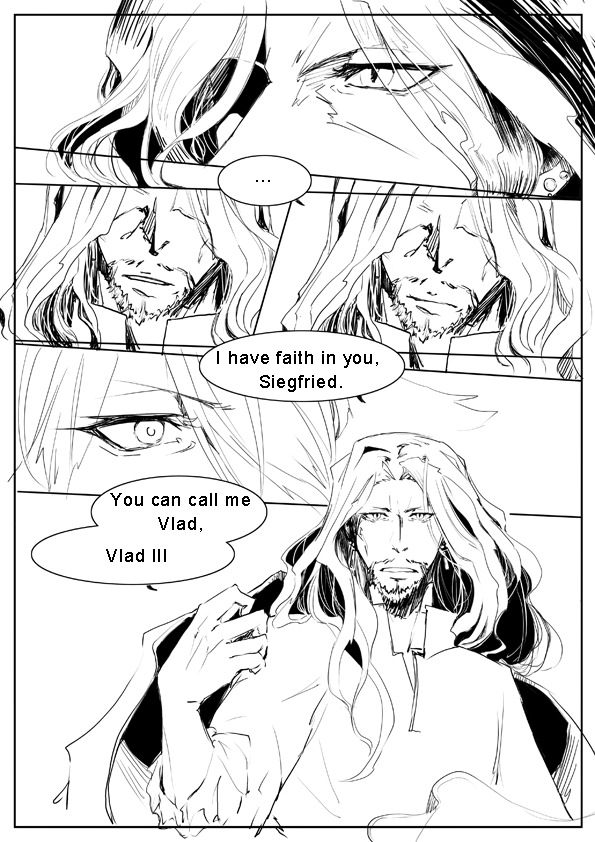 ...
I have faith in you,
Siegfried.
You can call me
Vlad,
Vlad III